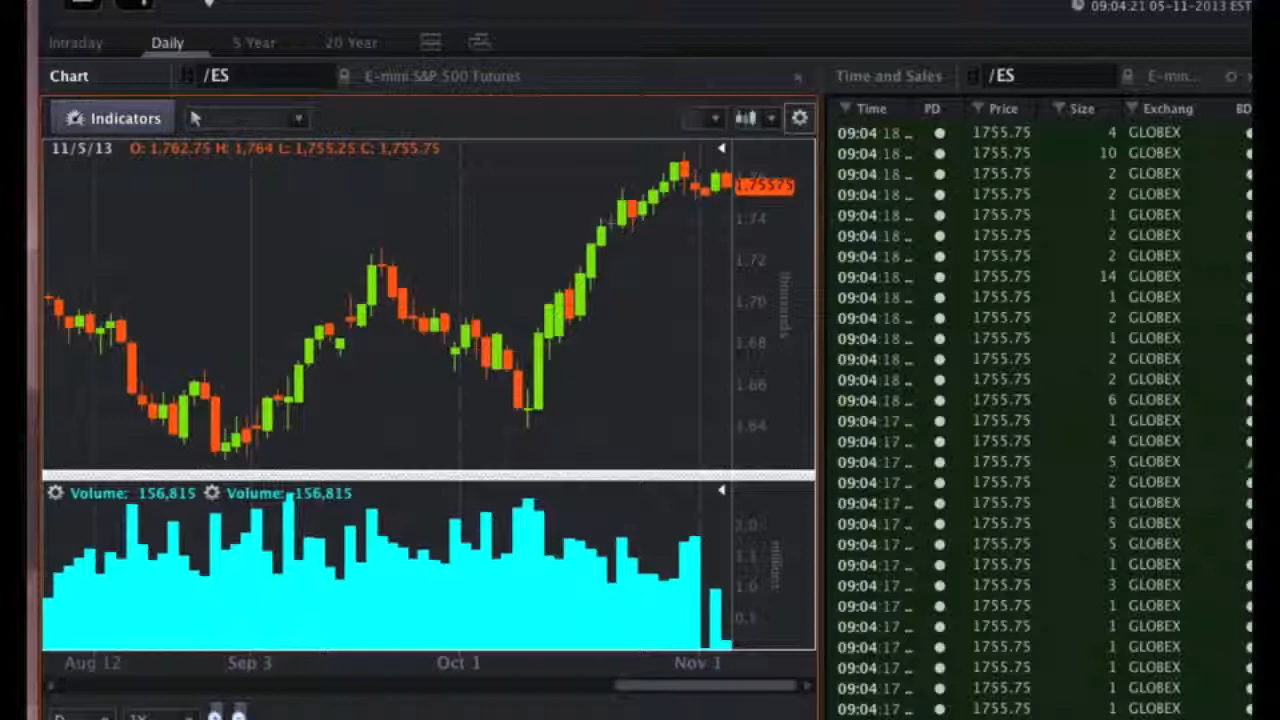 09:04:21 05-11-2013 EST
Intraday Daily 5 Year 20 Year
Chart /ES E-mini S&P 500 Futures
Time and Sales /ES E-min...
Indicators
11/5/13 O: 1,762.75 H: 1,764 L: 1,755.25 C: 1,755.75
1.74
1.72
1.70
1.68
1.66
1.64
thousands
Volume: 156,815 Volume: 156,815
1.0
Aug 12 Sep 3 Oct 1 Nov 1
Time PD Price Size Exchang BD
09:04:18 .. 1755.75 4 GLOBEX
09:04:18 .. 1755.75 10 GLOBEX
09:04:18 .. 1755.75 2 GLOBEX
09:04:18 .. 1755.75 2 GLOBEX
09:04:18 .. 1755.75 1 GLOBEX
09:04:18 .. 1755.75 2 GLOBEX
09:04:18 .. 1755.75 2 GLOBEX
09:04:18 .. 1755.75 14 GLOBEX
09:04:18 .. 1755.75 1 GLOBEX
09:04:18 .. 1755.75 2 GLOBEX
09:04:18 .. 1755.75 1 GLOBEX
09:04:18 .. 1755.75 2 GLOBEX
09:04:18 .. 1755.75 2 GLOBEX
09:04:18 .. 1755.75 6 GLOBEX
09:04:17 .. 1755.75 1 GLOBEX
09:04:17 .. 1755.75 4 GLOBEX
09:04:17 .. 1755.75 5 GLOBEX
09:04:17 .. 1755.75 2 GLOBEX
09:04:17 .. 1755.75 1 GLOBEX
09:04:17 .. 1755.75 5 GLOBEX
09:04:17 .. 1755.75 5 GLOBEX
09:04:17 .. 1755.75 1 GLOBEX
09:04:17 .. 1755.75 3 GLOBEX
09:04:17 .. 1755.75 1 GLOBEX
09:04:17 .. 1755.75 1 GLOBEX
09:04:17 .. 1755.75 1 GLOBEX
09:04:17 .. 1755.75 1 GLOBEX
09:04:17 .. 1755.75 1 GLOBEX
09:04:17 .. 1755.75 1 GLOBEX